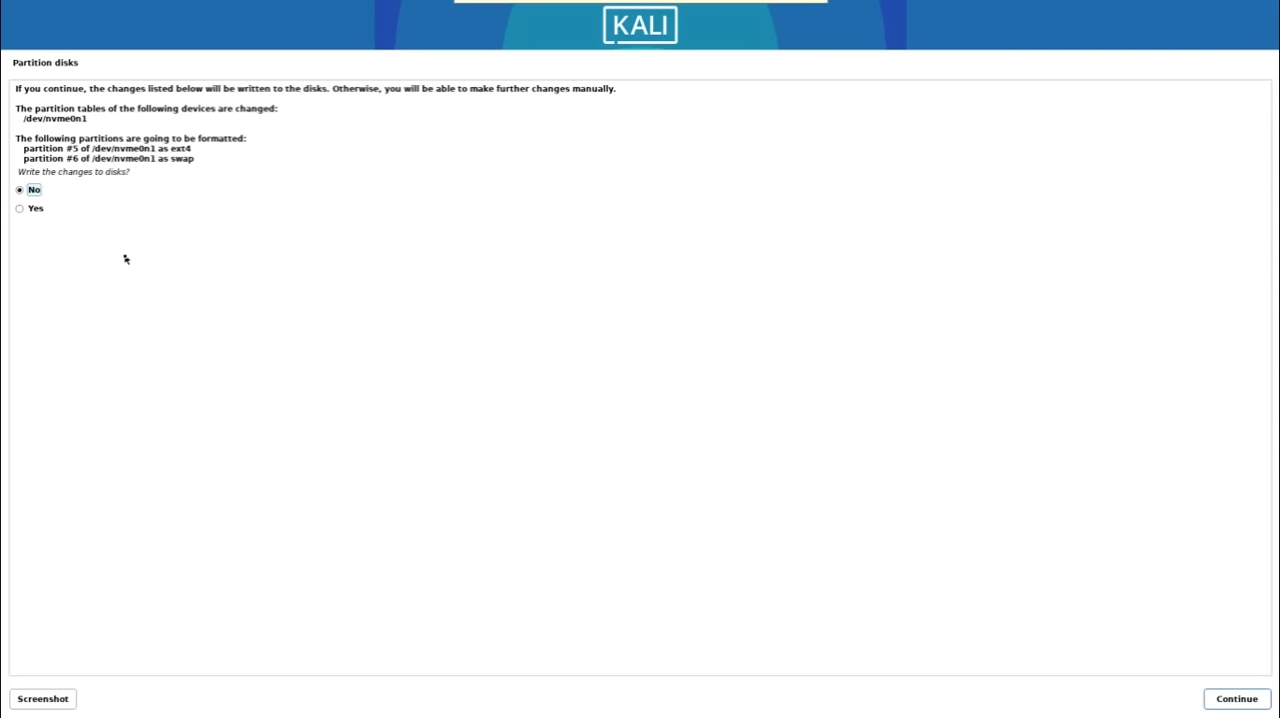 KALI
Partition disks
If you continue, the changes listed below will be written to the disks. Otherwise, you will be able to make further changes manually.
The partition tables of the following devices are changed:
/dev/nvme0n1
The following partitions are going to be formatted:
partition #5 of /dev/nvme0n1 as ext4
partition #6 of /dev/nvme0n1 as swap
Write the changes to disks?
No
Yes
Screenshot
Continue